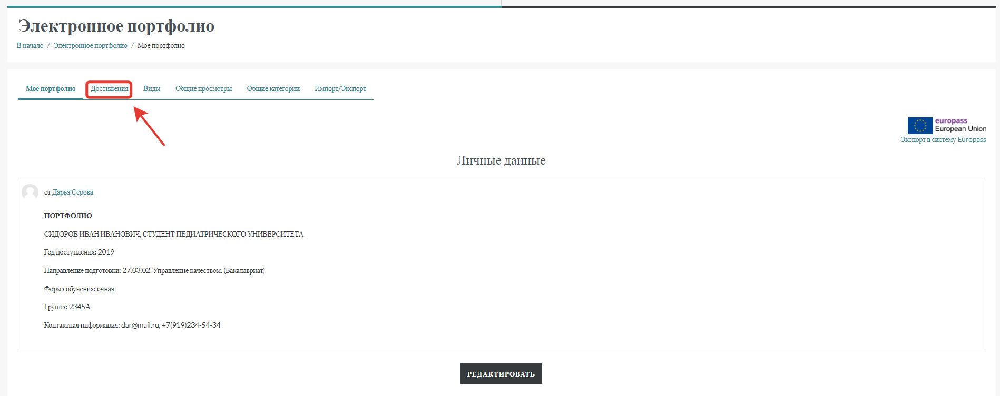 Электронное портфолио
В начало / Электронное портфолио / Мое портфолио
Мое портфолио Достижения Виды Общие просмотры Общие категории Импорт/Экспорт
europass
European Union
Экспорт в систему Europass
Личные данные
от Дарья Серова
ПОРТФОЛИО
СИДОРОВ ИВАН ИВАНОВИЧ, СТУДЕНТ ПЕДИАТРИЧЕСКОГО УНИВЕРСИТЕТА
Год поступления: 2019
Направление подготовки: 27.03.02. Управление качеством. (Бакалавриат)
Форма обучения: очная
Группа: 2345А
Контактная информация: dar@mail.ru, +7(919)234-54-34
РЕДАКТИРОВАТЬ